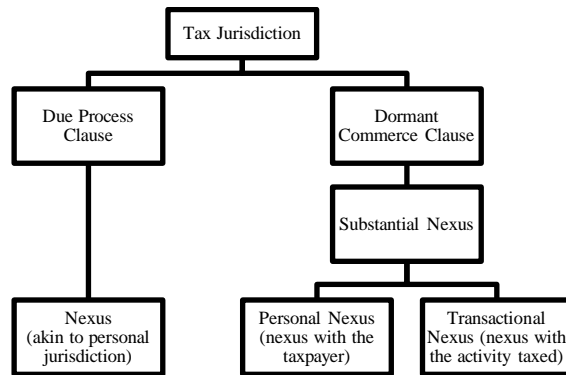 Tax Jurisdiction
Due Process
Clause
Dormant
Commerce Clause
Substantial Nexus
Nexus
(akin to personal
jurisdiction)
Personal Nexus
(nexus with the
taxpayer)
Transactional
Nexus (nexus with
the activity taxed)